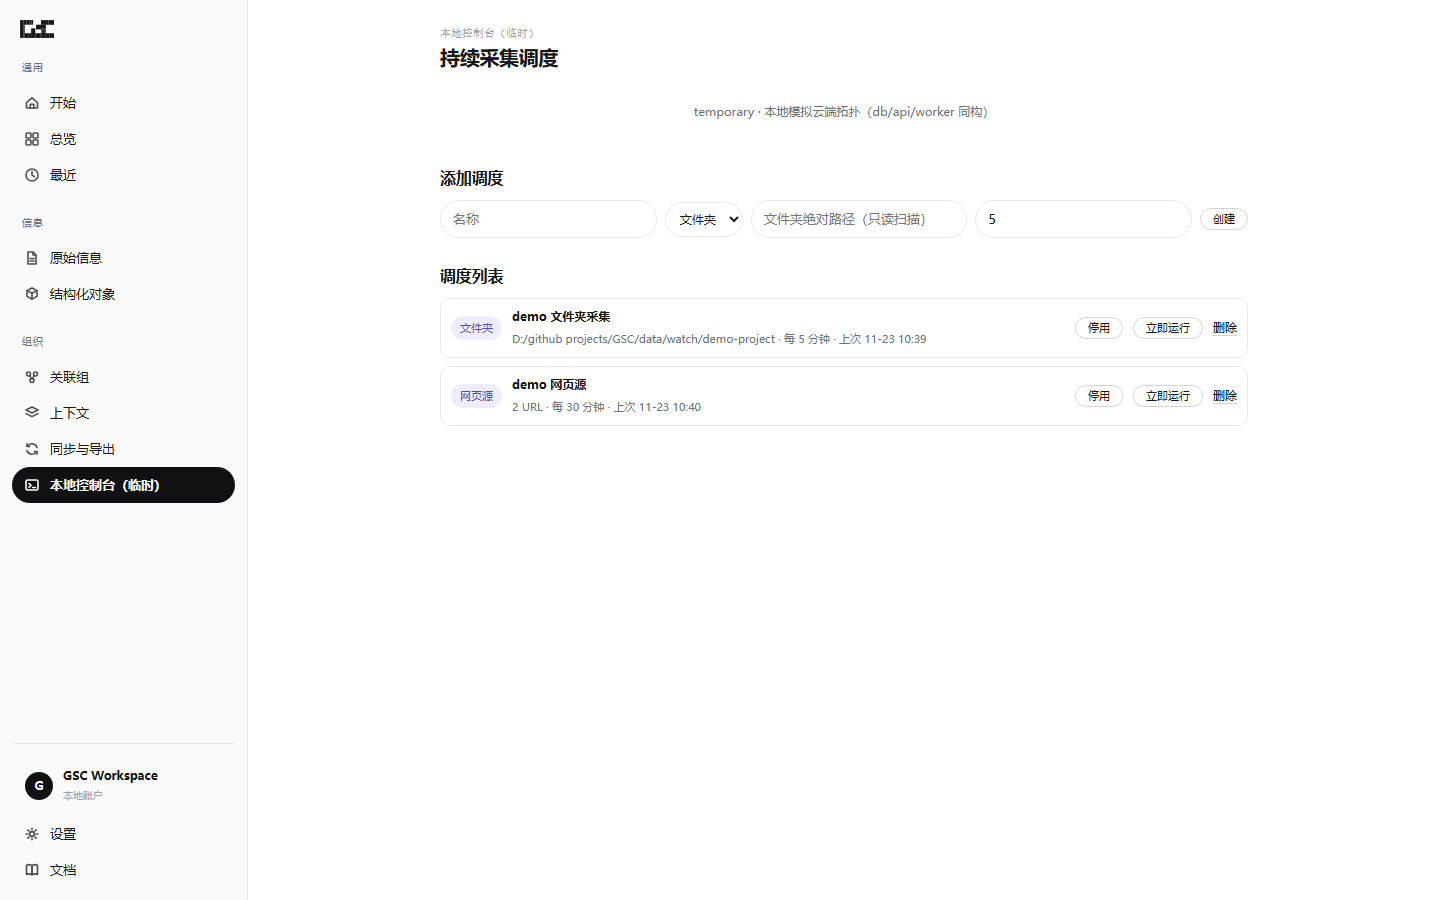 GSC
通用
开始
总览
最近
信息
原始信息
结构化对象
组织
关联组
上下文
同步与导出
本地控制台（临时）
G
GSC Workspace
本地账户
设置
文档
本地控制台（临时）
持续采集调度
temporary · 本地模拟云端拓扑（db/api/worker 同构）
添加调度
名称 文件夹 文件夹绝对路径（只读扫描） 5 创建
调度列表
文件夹
demo 文件夹采集
D:/github projects/GSC/data/watch/demo-project · 每 5 分钟 · 上次 11-23 10:39
停用 立即运行 删除
网页源
demo 网页源
2 URL · 每 30 分钟 · 上次 11-23 10:40
停用 立即运行 删除